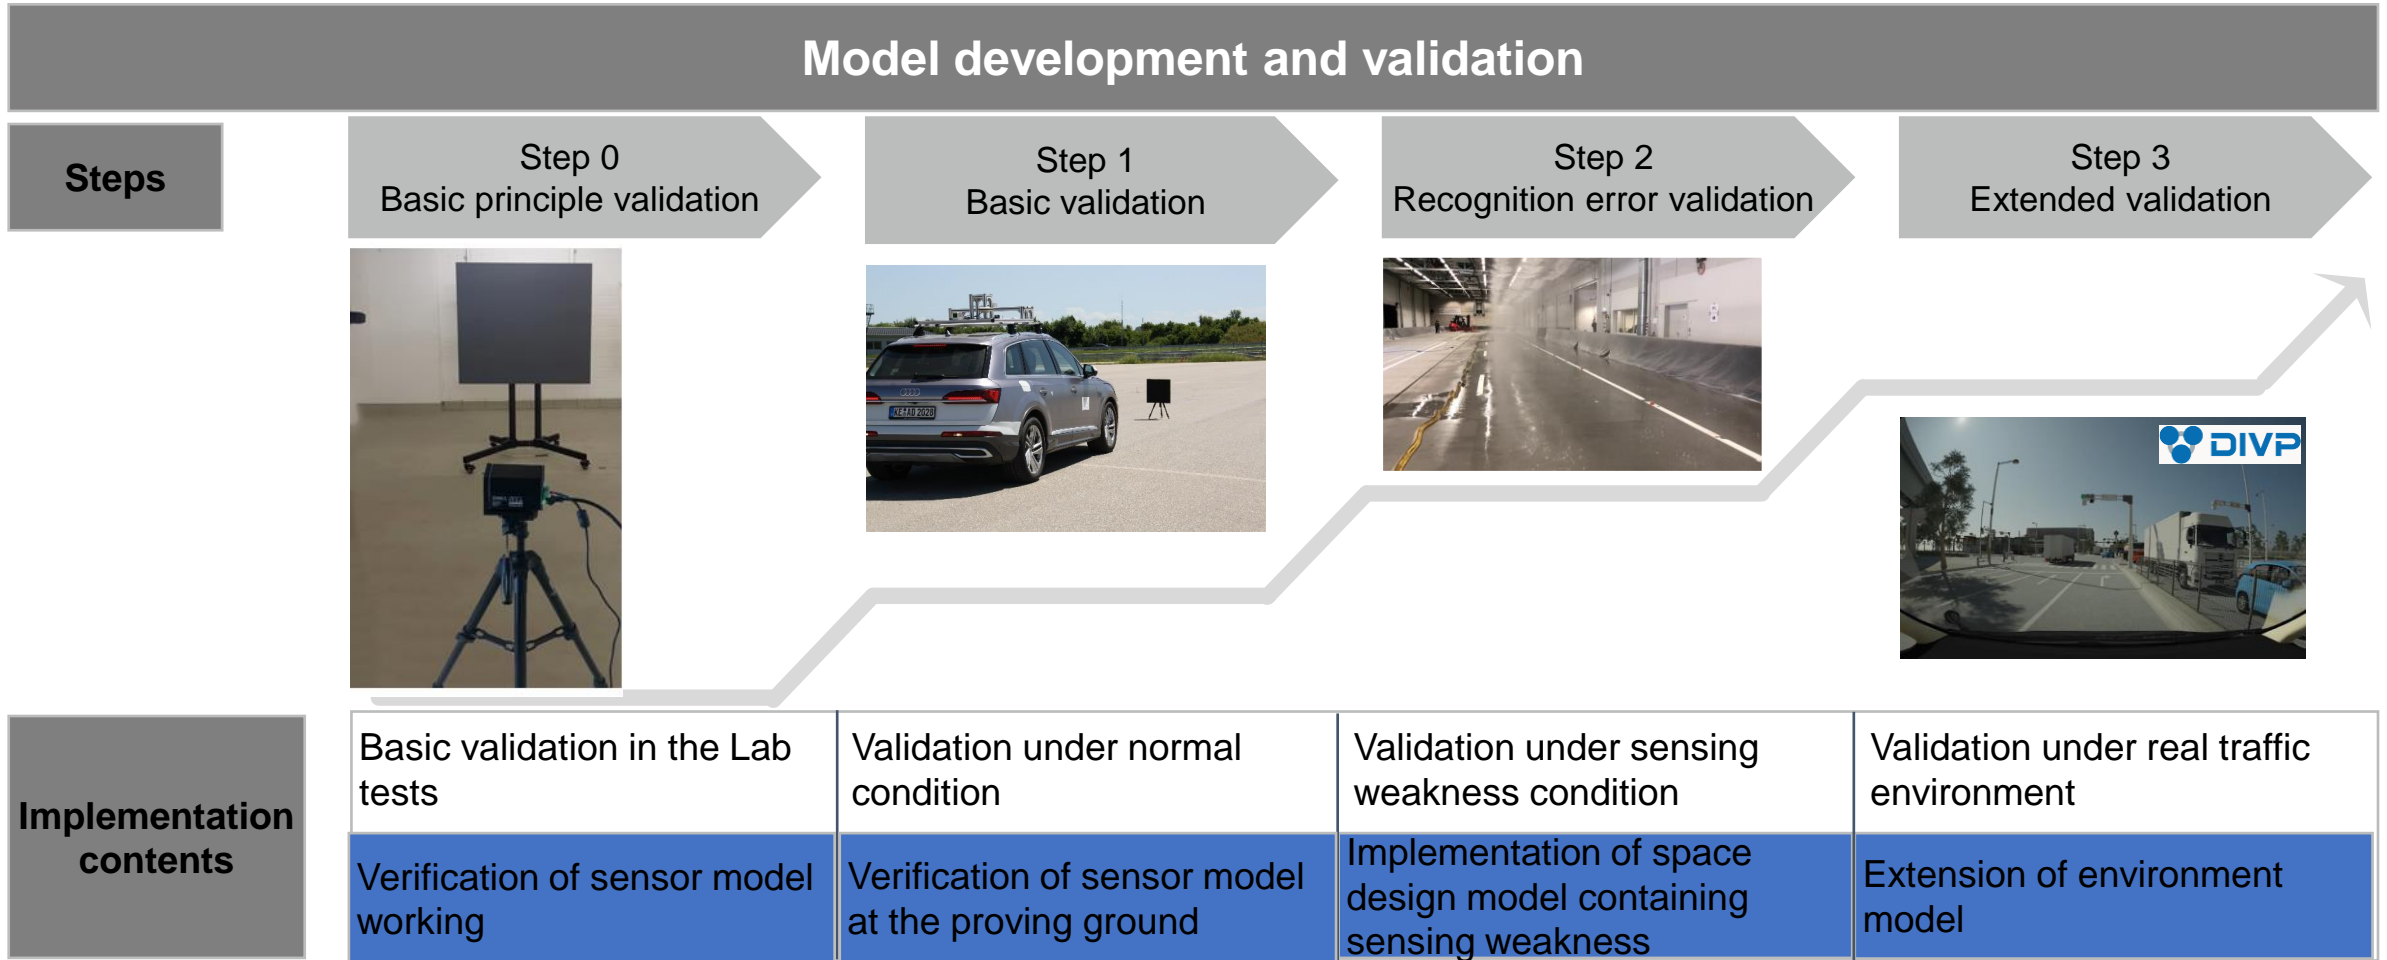 Model development and validation
Steps
Step 0
Basic principle validation
Step 1
Basic validation
Step 2
Recognition error validation
Step 3
Extended validation
DIVP
Implementation
contents
Basic validation in the Lab
tests
Validation under normal
condition
Validation under sensing
weakness condition
Validation under real traffic
environment
Verification of sensor model
working
Verification of sensor model
at the proving ground
Implementation of space
design model containing
sensing weakness
Extension of environment
model